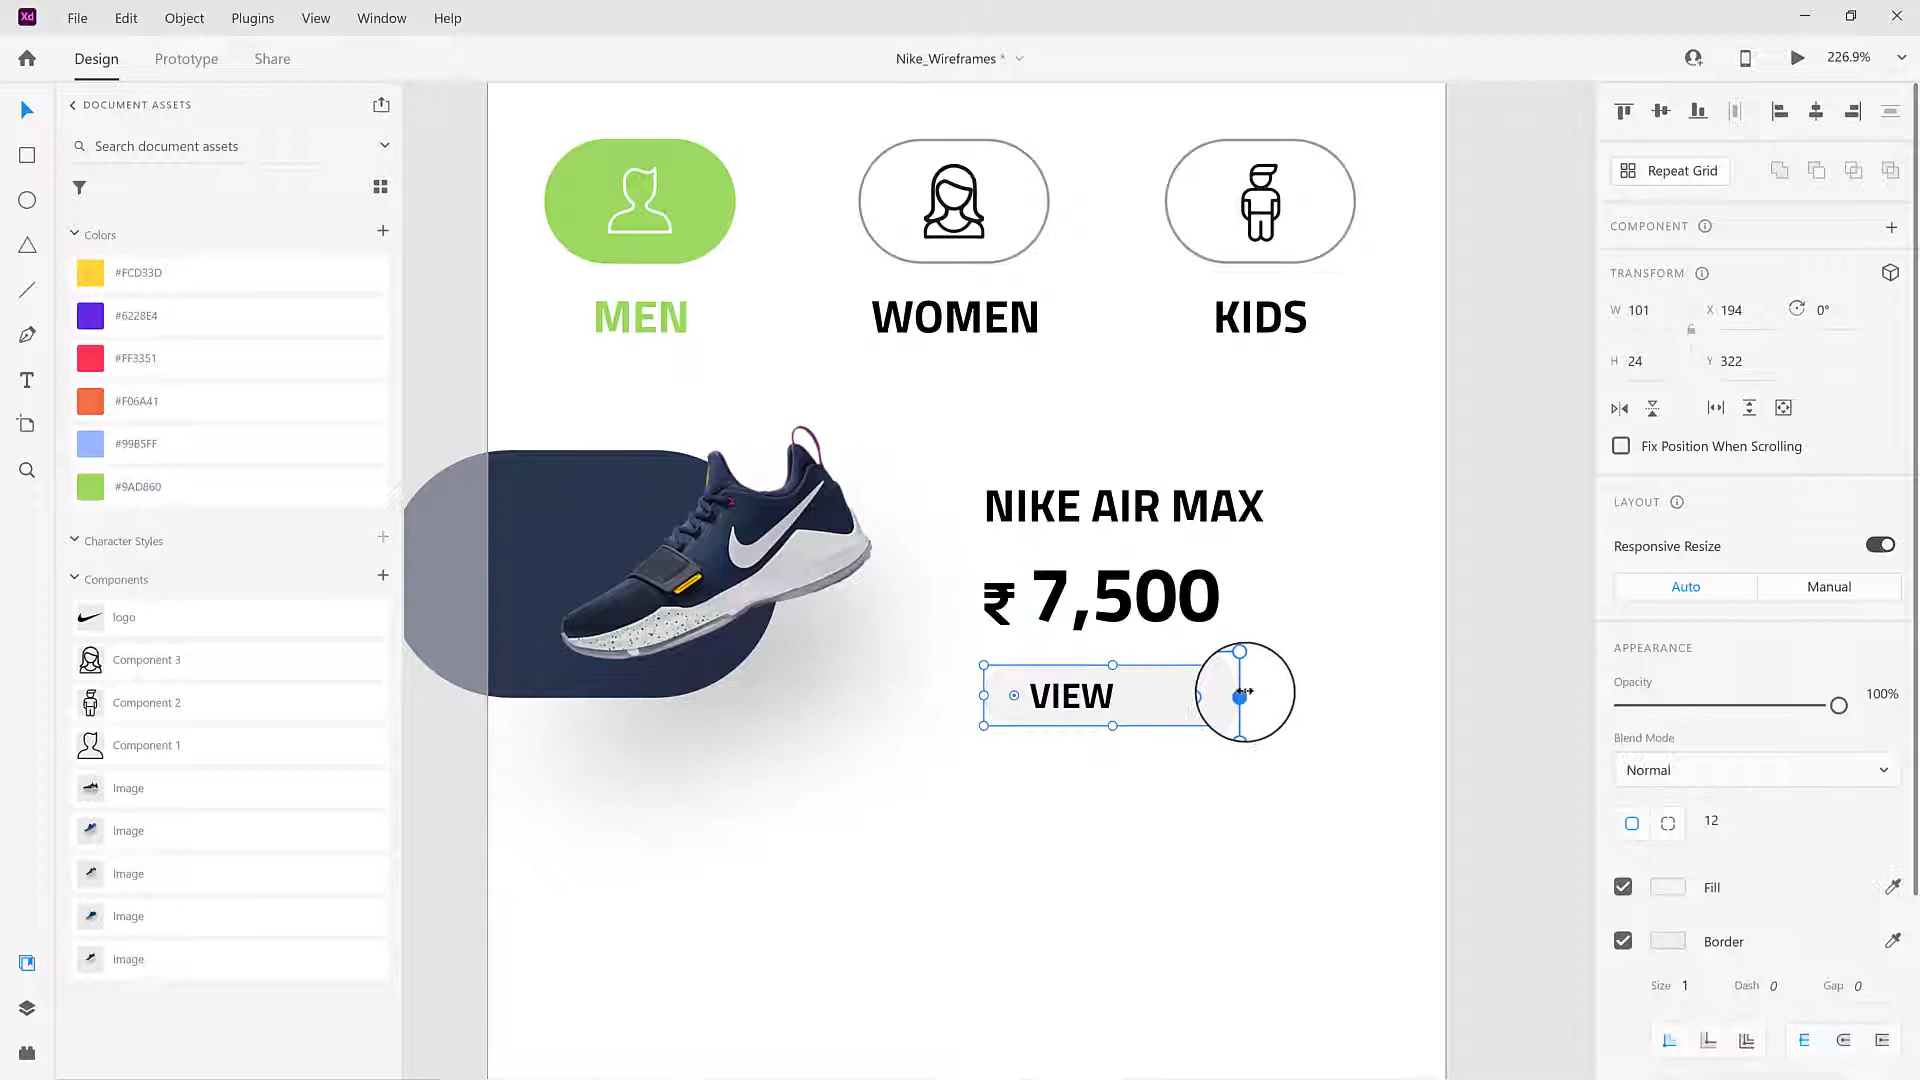 Xd File Edit Object Plugins View Window Help
Design Prototype Share Nike_Wireframes * 226.9%
DOCUMENT ASSETS
Search document assets
Colors
#FCD33D
#6228E4
#FF3351
#F06A41
#99B5FF
#9AD860
Character Styles
Components
logo
Component 3
Component 2
Component 1
Image
Image
Image
Image
Image
MEN WOMEN KIDS
NIKE AIR MAX
₹ 7,500
VIEW
Repeat Grid
COMPONENT
TRANSFORM
W 101 X 194 0°
H 24 Y 322
Fix Position When Scrolling
LAYOUT
Responsive Resize
Auto Manual
APPEARANCE
Opacity
100%
Blend Mode
Normal
12
Fill
Border
Size 1 Dash 0 Gap 0